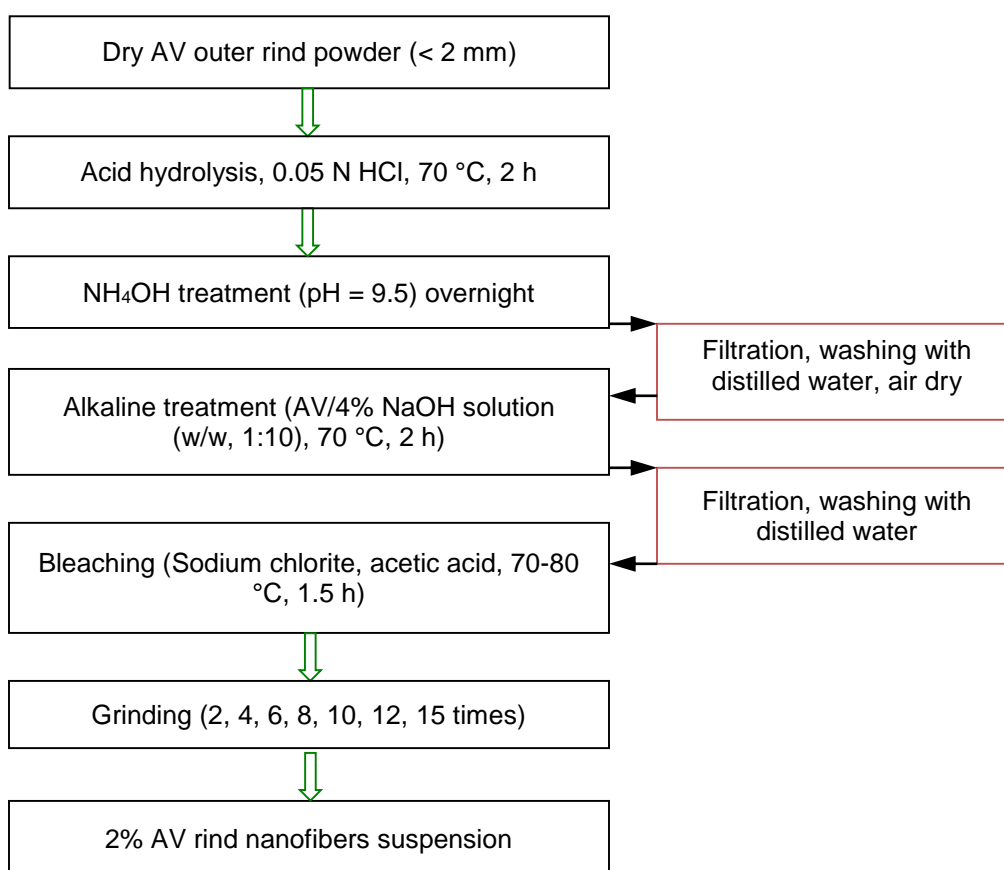 Dry AV outer rind powder (< 2 mm)
Acid hydrolysis, 0.05 N HCl, 70 °C, 2 h
NH₄OH treatment (pH = 9.5) overnight
Filtration, washing with
distilled water, air dry
Alkaline treatment (AV/4% NaOH solution
(w/w, 1:10), 70 °C, 2 h)
Filtration, washing with
distilled water
Bleaching (Sodium chlorite, acetic acid, 70-80
°C, 1.5 h)
Grinding (2, 4, 6, 8, 10, 12, 15 times)
2% AV rind nanofibers suspension